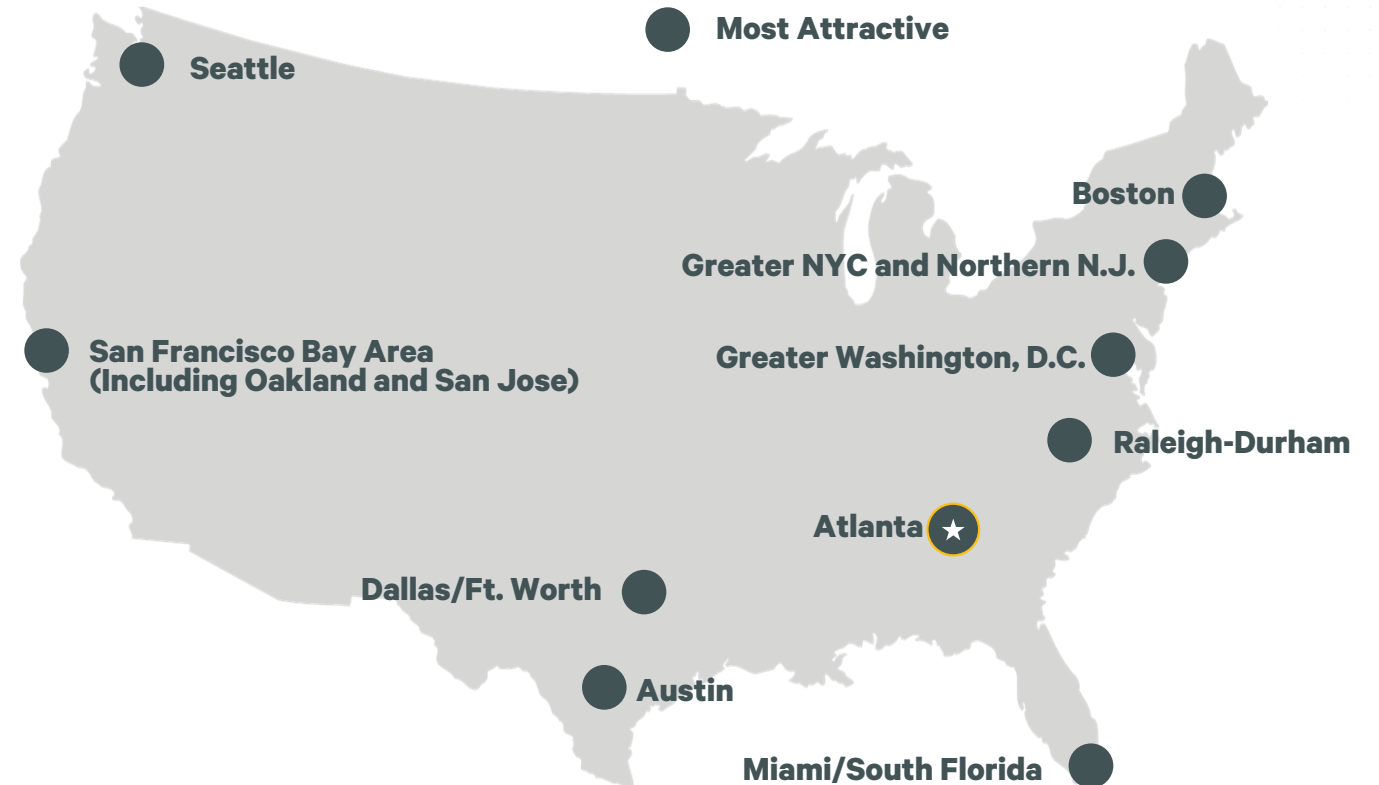 Most Attractive
Seattle
Boston
Greater NYC and Northern N.J.
San Francisco Bay Area
(Including Oakland and San Jose)
Greater Washington, D.C.
Raleigh-Durham
Atlanta
Dallas/Ft. Worth
Austin
Miami/South Florida